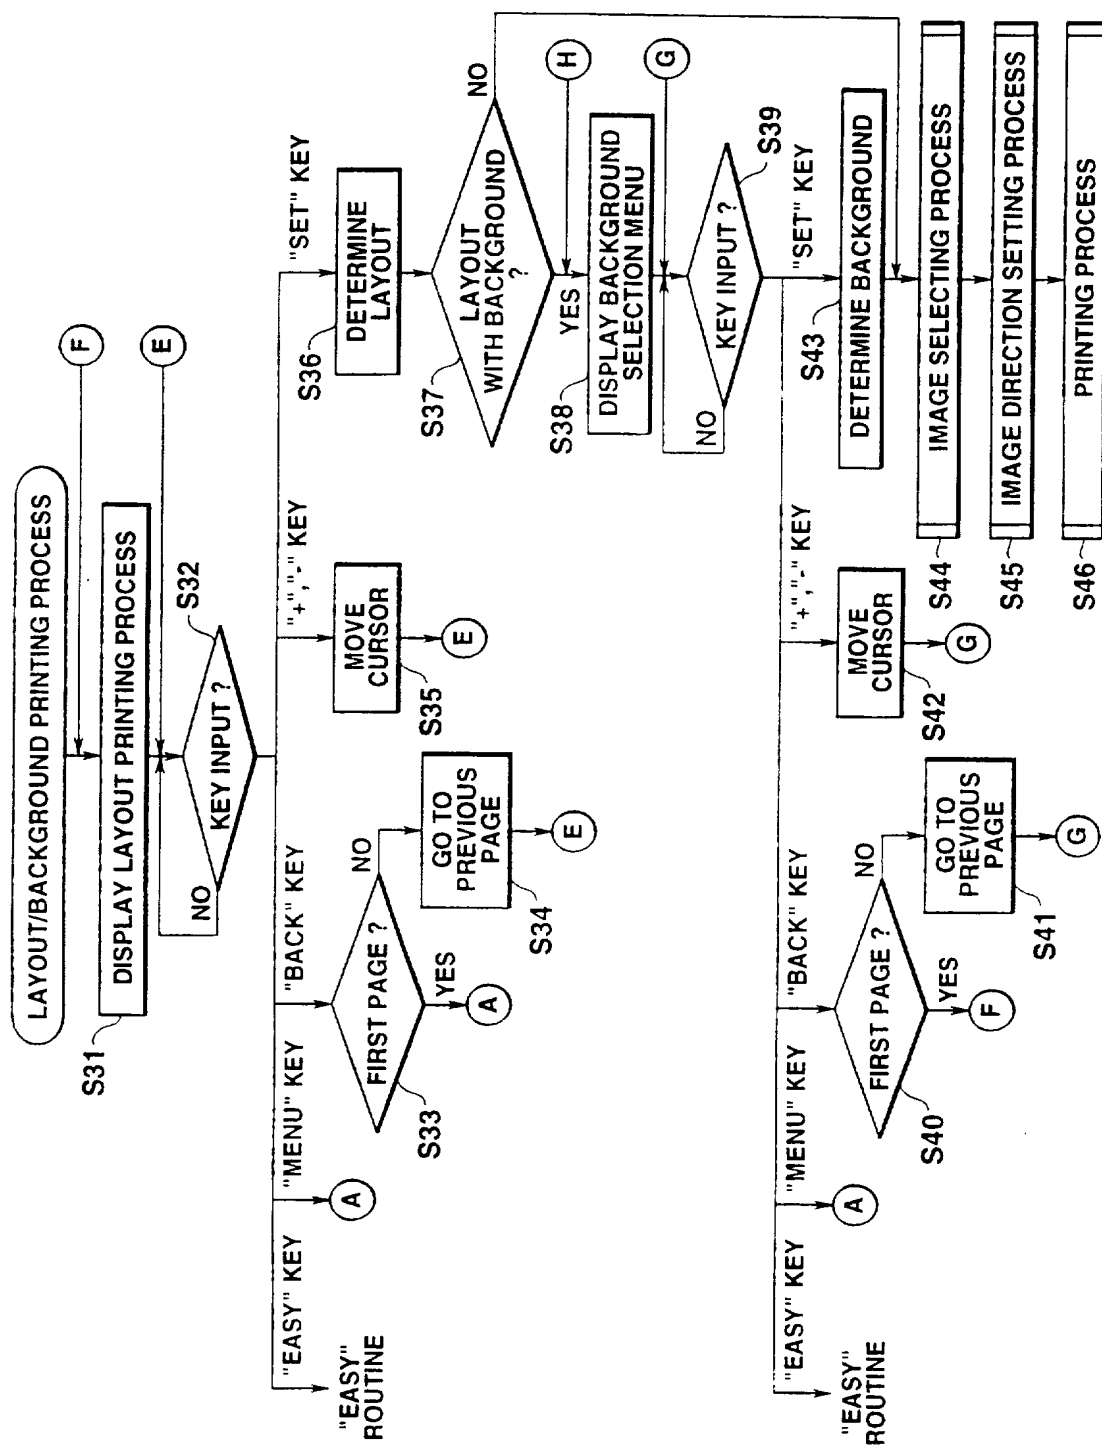 LAYOUT/BACKGROUND PRINTING PROCESS
F
S31
DISPLAY LAYOUT PRINTING PROCESS
E
S32
KEY INPUT ?
NO
"EASY" KEY
"MENU" KEY
"BACK" KEY
"+","-" KEY
"SET" KEY
"EASY"
ROUTINE
A
S33
FIRST PAGE ?
NO
YES
A
S34
GO TO
PREVIOUS
PAGE
E
S35
MOVE
CURSOR
E
S36
DETERMINE
LAYOUT
S37
LAYOUT
WITH BACKGROUND
?
NO
YES
H
S38
DISPLAY BACKGROUND
SELECTION MENU
G
S39
KEY INPUT ?
NO
"EASY" KEY
"MENU" KEY
"BACK" KEY
"+","-" KEY
"SET" KEY
"EASY"
ROUTINE
A
S40
FIRST PAGE ?
NO
YES
F
S41
GO TO
PREVIOUS
PAGE
G
S42
MOVE
CURSOR
G
S43
DETERMINE BACKGROUND
S44
IMAGE SELECTING PROCESS
S45
IMAGE DIRECTION SETTING PROCESS
S46
PRINTING PROCESS